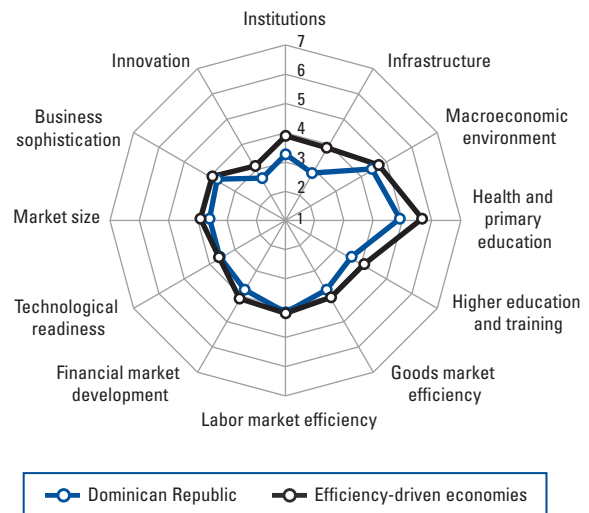 Institutions
7
6
5
4
3
2
1
Infrastructure
Macroeconomic
environment
Health and
primary
education
Higher education
and training
Goods market
efficiency
Labor market efficiency
Financial market
development
Technological
readiness
Market size
Business
sophistication
Innovation
Dominican Republic
Efficiency-driven economies